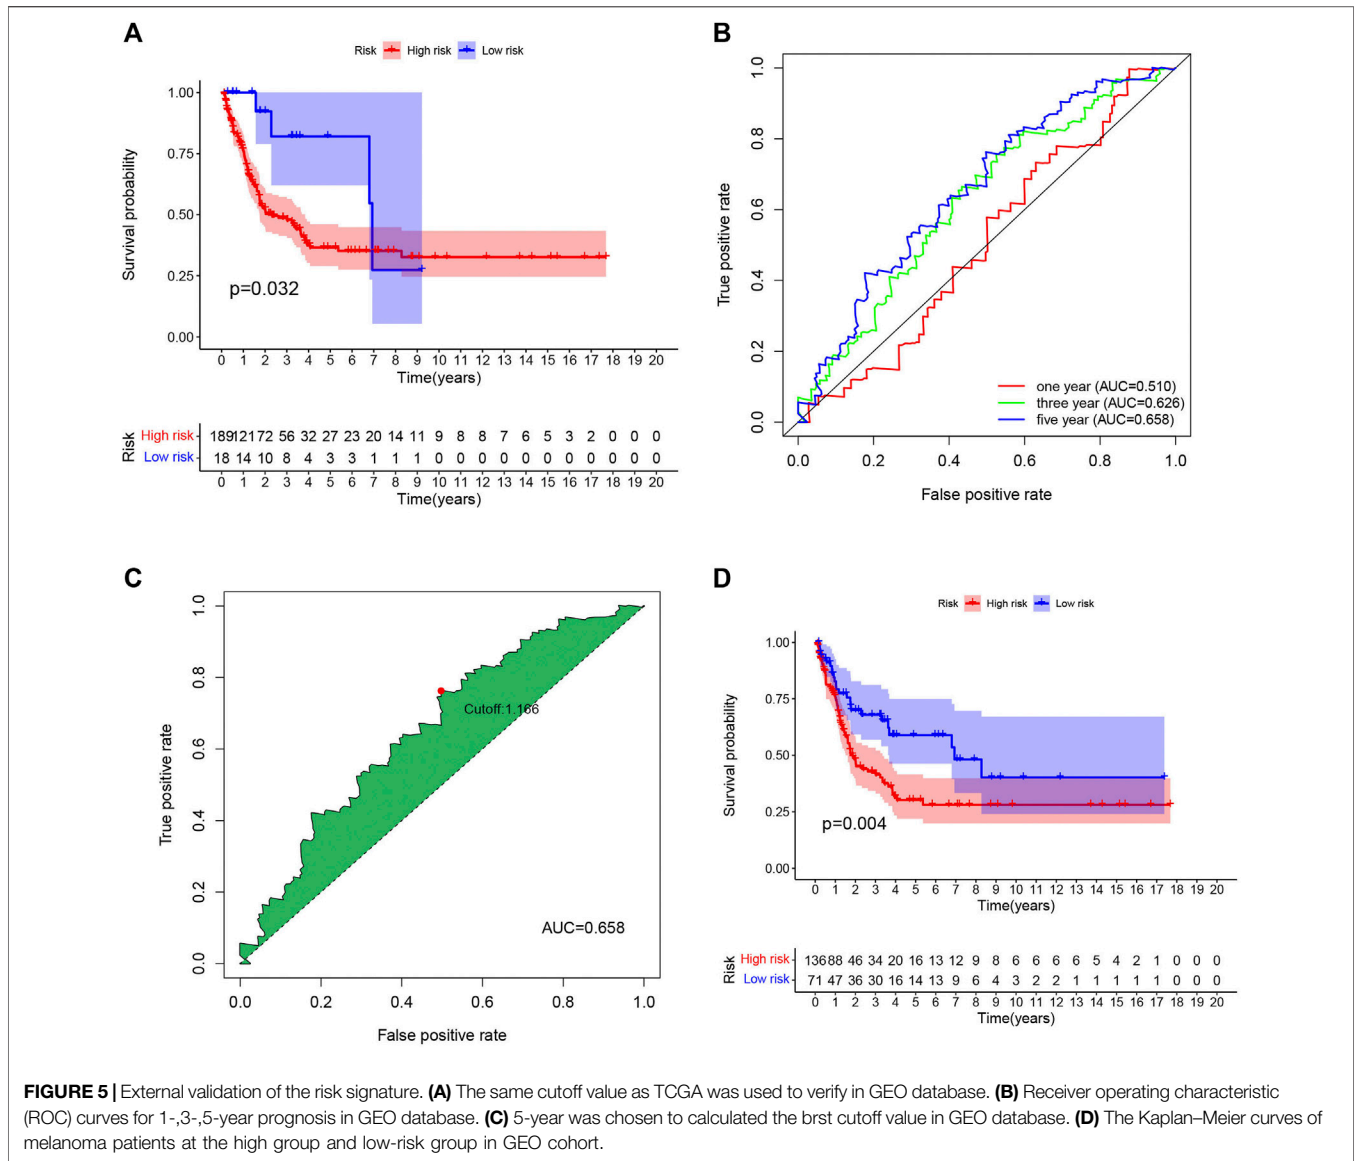 A
Risk High risk Low risk
Survival probability
1.00
0.75
0.50
0.25
0.00
p=0.032
0 1 2 3 4 5 6 7 8 9 10 10 12 13 14 15 16 17 18 19 20
Time(years)
Risk
High risk 189 121 72 56 32 27 23 20 14 11 9 8 8 7 6 5 3 2 0 0 0
Low risk 18 14 10 8 4 3 3 1 1 1 0 0 0 0 0 0 0 0 0 0 0
0 1 2 3 4 5 6 7 8 9 10 10 12 13 14 15 16 17 18 19 20
Time(years)
B
True positive rate
1.0
0.8
0.6
0.4
0.2
0.0
one year (AUC=0.510)
three year (AUC=0.626)
five year (AUC=0.658)
0.0 0.2 0.4 0.6 0.8 1.0
False positive rate
C
True positive rate
1.0
0.8
0.6
0.4
0.2
0.0
Cutoff:1.166
AUC=0.658
0.0 0.2 0.4 0.6 0.8 1.0
False positive rate
D
Risk High risk Low risk
Survival probability
1.00
0.75
0.50
0.25
0.00
p=0.004
0 1 2 3 4 5 6 7 8 9 10 10 12 13 14 15 16 17 18 19 20
Time(years)
Risk
High risk 136 88 46 34 20 16 13 12 9 8 6 6 6 6 5 4 2 1 0 0 0
Low risk 71 47 36 30 16 14 13 9 6 4 3 2 2 1 1 1 1 1 0 0 0
0 1 2 3 4 5 6 7 8 9 10 10 12 13 14 15 16 17 18 19 20
Time(years)
FIGURE 5 | External validation of the risk signature. (A) The same cutoff value as TCGA was used to verify in GEO database. (B) Receiver operating characteristic
(ROC) curves for 1-,3-,5-year prognosis in GEO database. (C) 5-year was chosen to calculated the brst cutoff value in GEO database. (D) The Kaplan–Meier curves of
melanoma patients at the high group and low-risk group in GEO cohort.